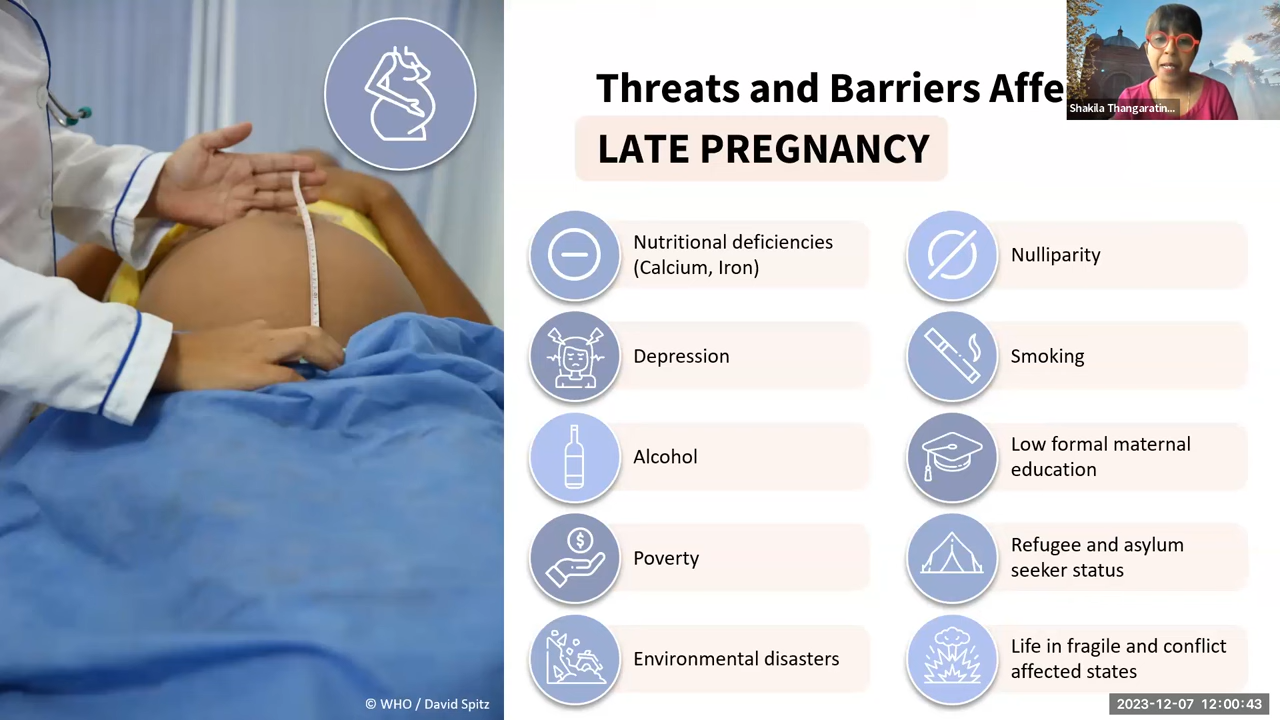 Threats and Barriers Affe
LATE PREGNANCY
Shakila Thangaratin...
Nutritional deficiencies
(Calcium, Iron)
Depression
Alcohol
Poverty
Environmental disasters
Nulliparity
Smoking
Low formal maternal
education
Refugee and asylum
seeker status
Life in fragile and conflict
affected states
$
© WHO / David Spitz
2023-12-07 12:00:43